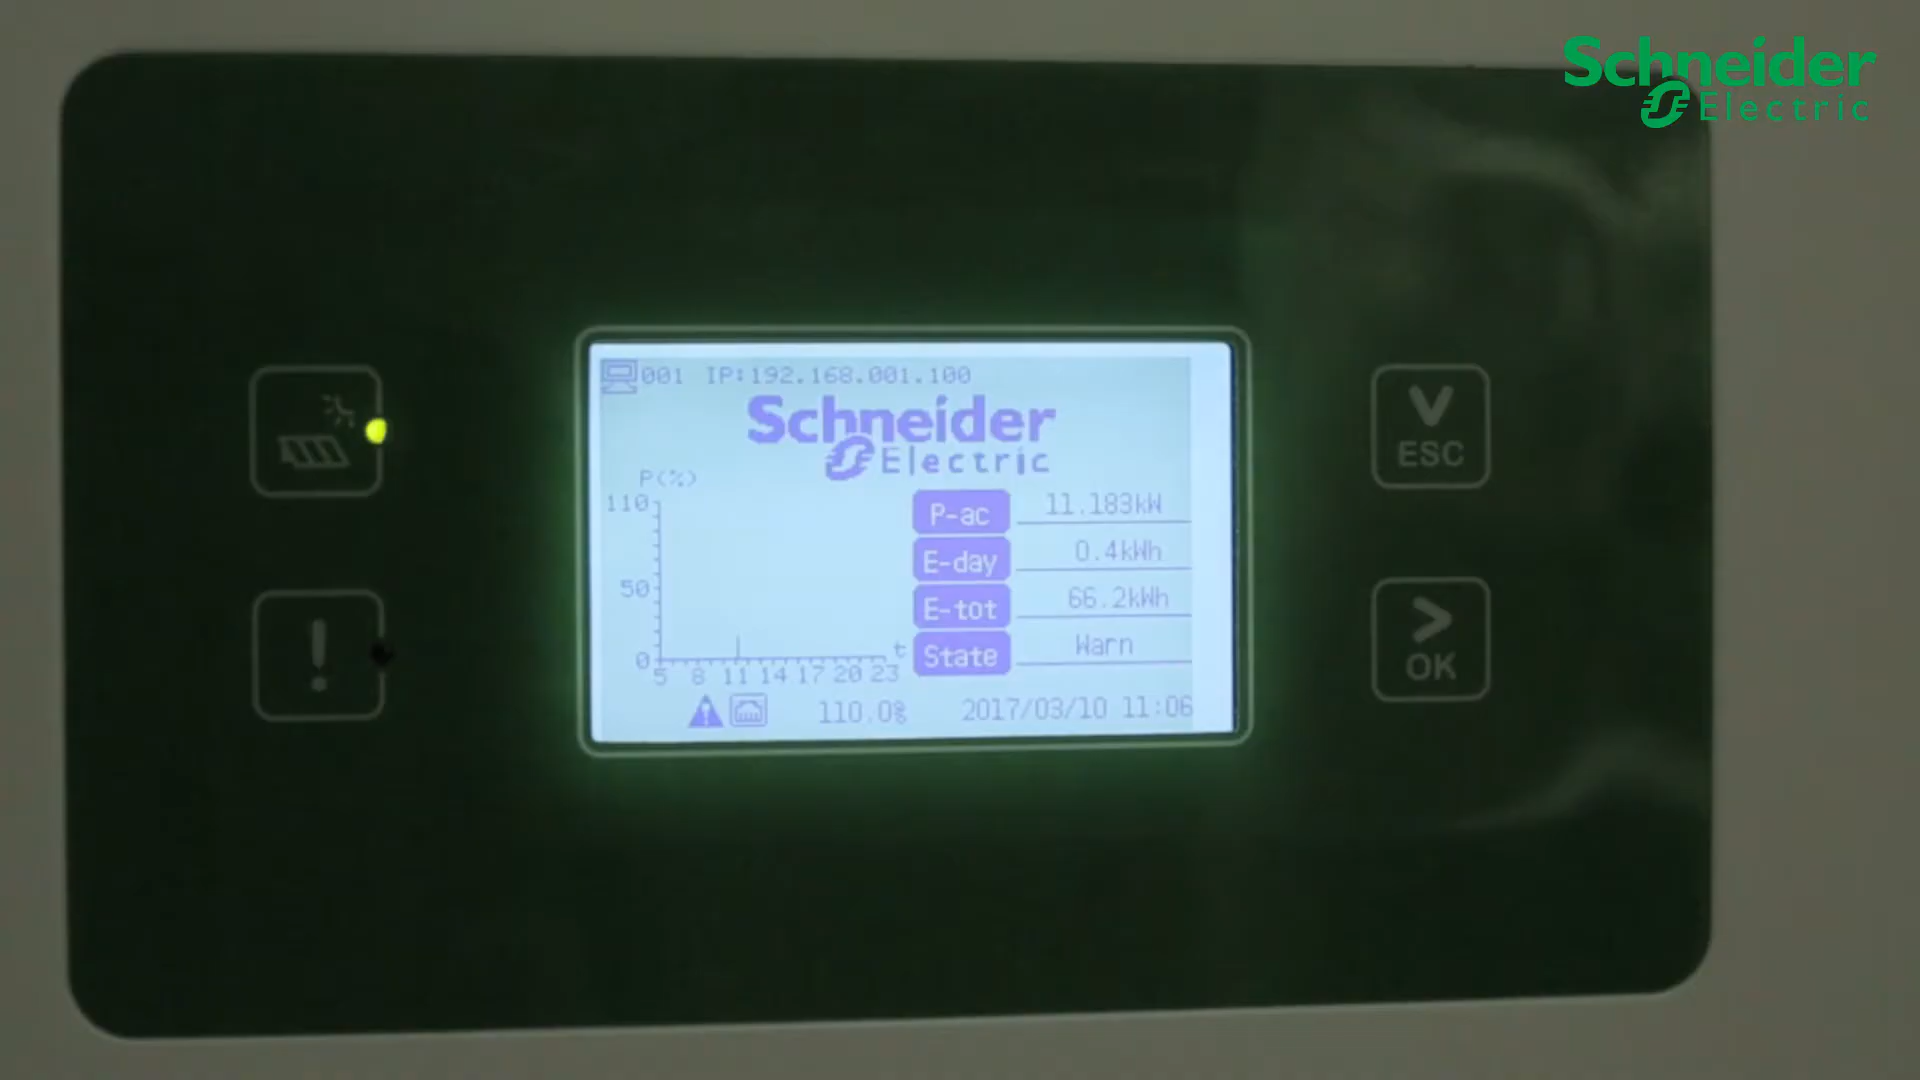 Schneider
Electric
001 IP:192.168.001.100
Schneider
Electric
P(%)
110
50
0
5 8 11 14 17 20 23
t
P-ac 11.183kW
E-day 0.4kWh
E-tot 66.2kWh
State Warn
110.0% 2017/03/10 11:06
!
ESC
OK